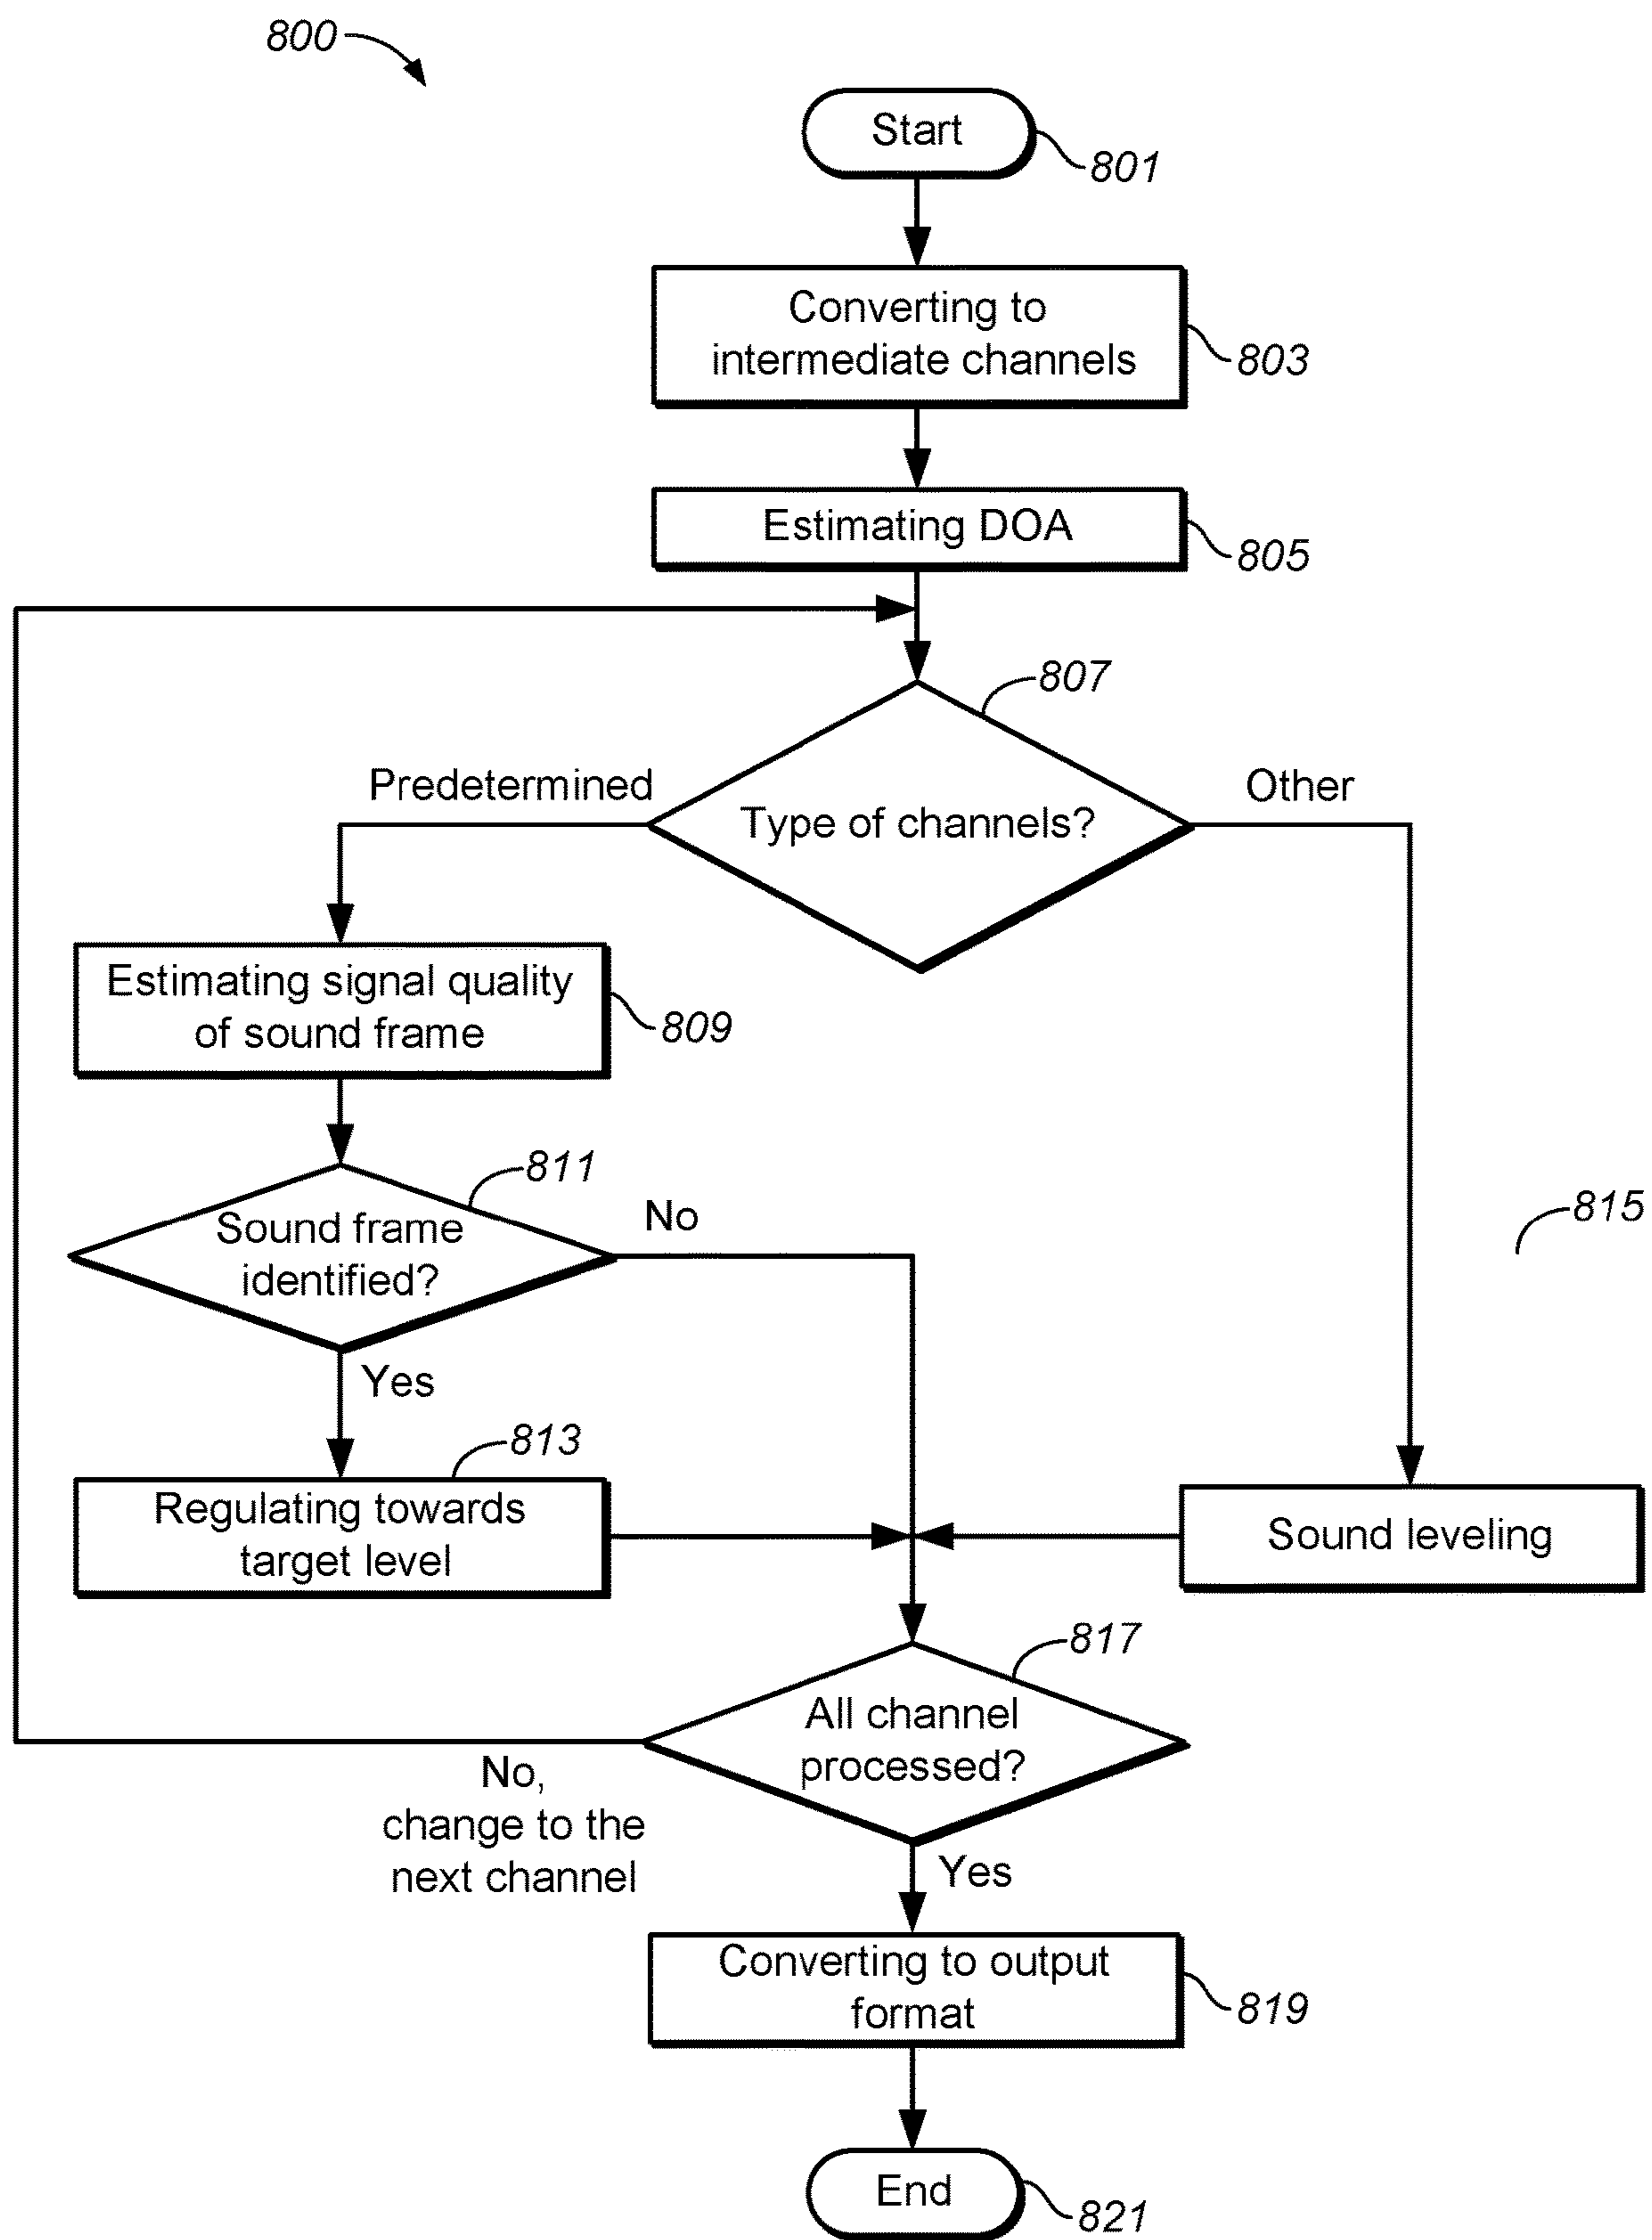 800
Start
801
Converting to
intermediate channels
803
Estimating DOA
805
807
Predetermined
Type of channels?
Other
Estimating signal quality
of sound frame
809
811
Sound frame
identified?
No
815
Yes
813
Regulating towards
target level
Sound leveling
817
All channel
processed?
No,
change to the
next channel
Yes
Converting to output
format
819
End
821